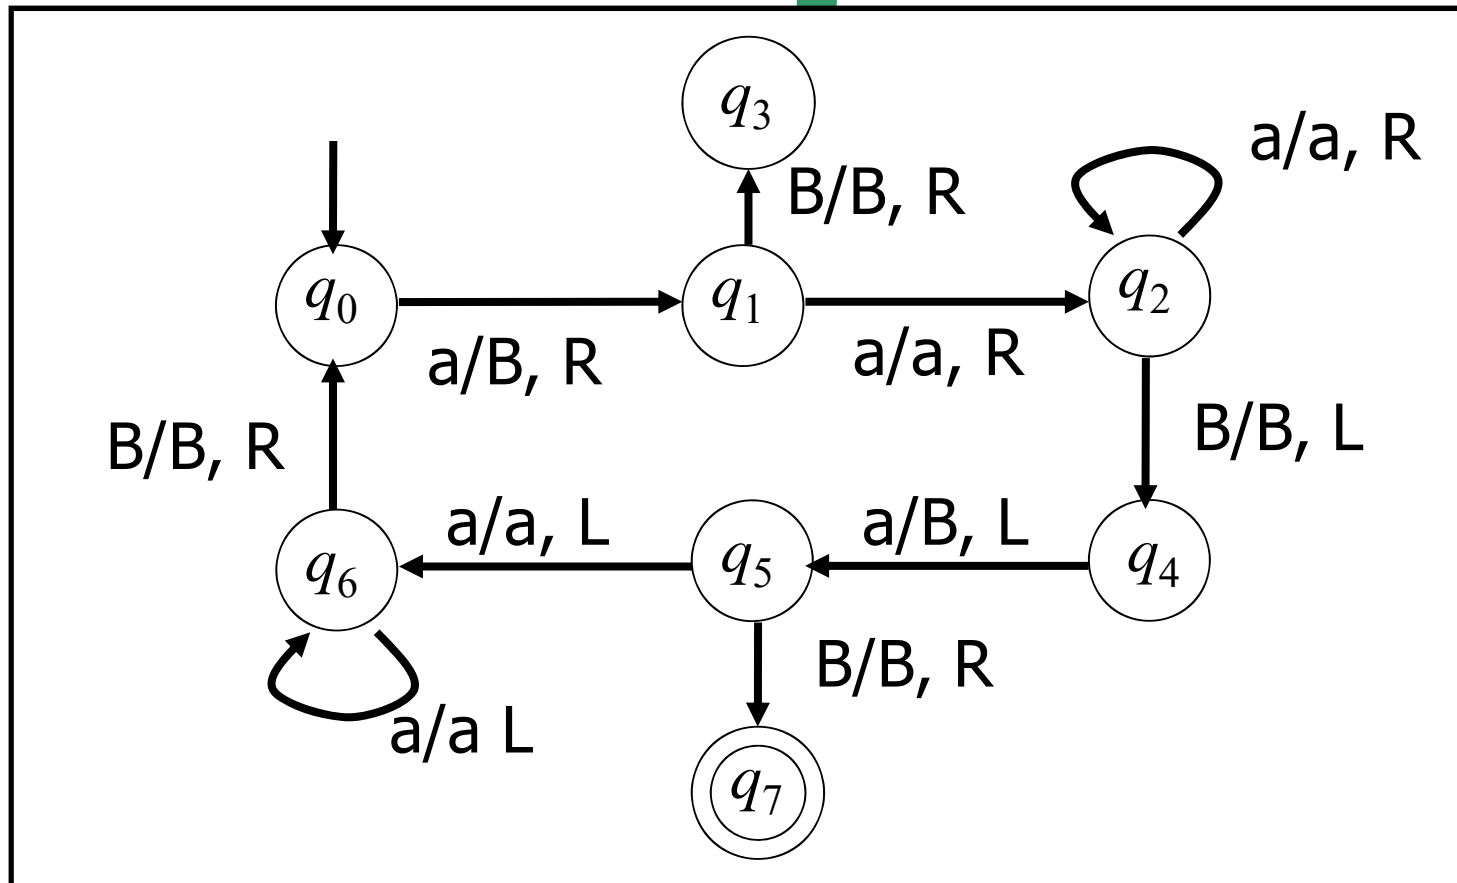 q3
a/a, R
B/B, R
q0
q1
q2
a/B, R
a/a, R
B/B, R
B/B, L
a/a, L
a/B, L
q6
q5
q4
B/B, R
a/a L
q7